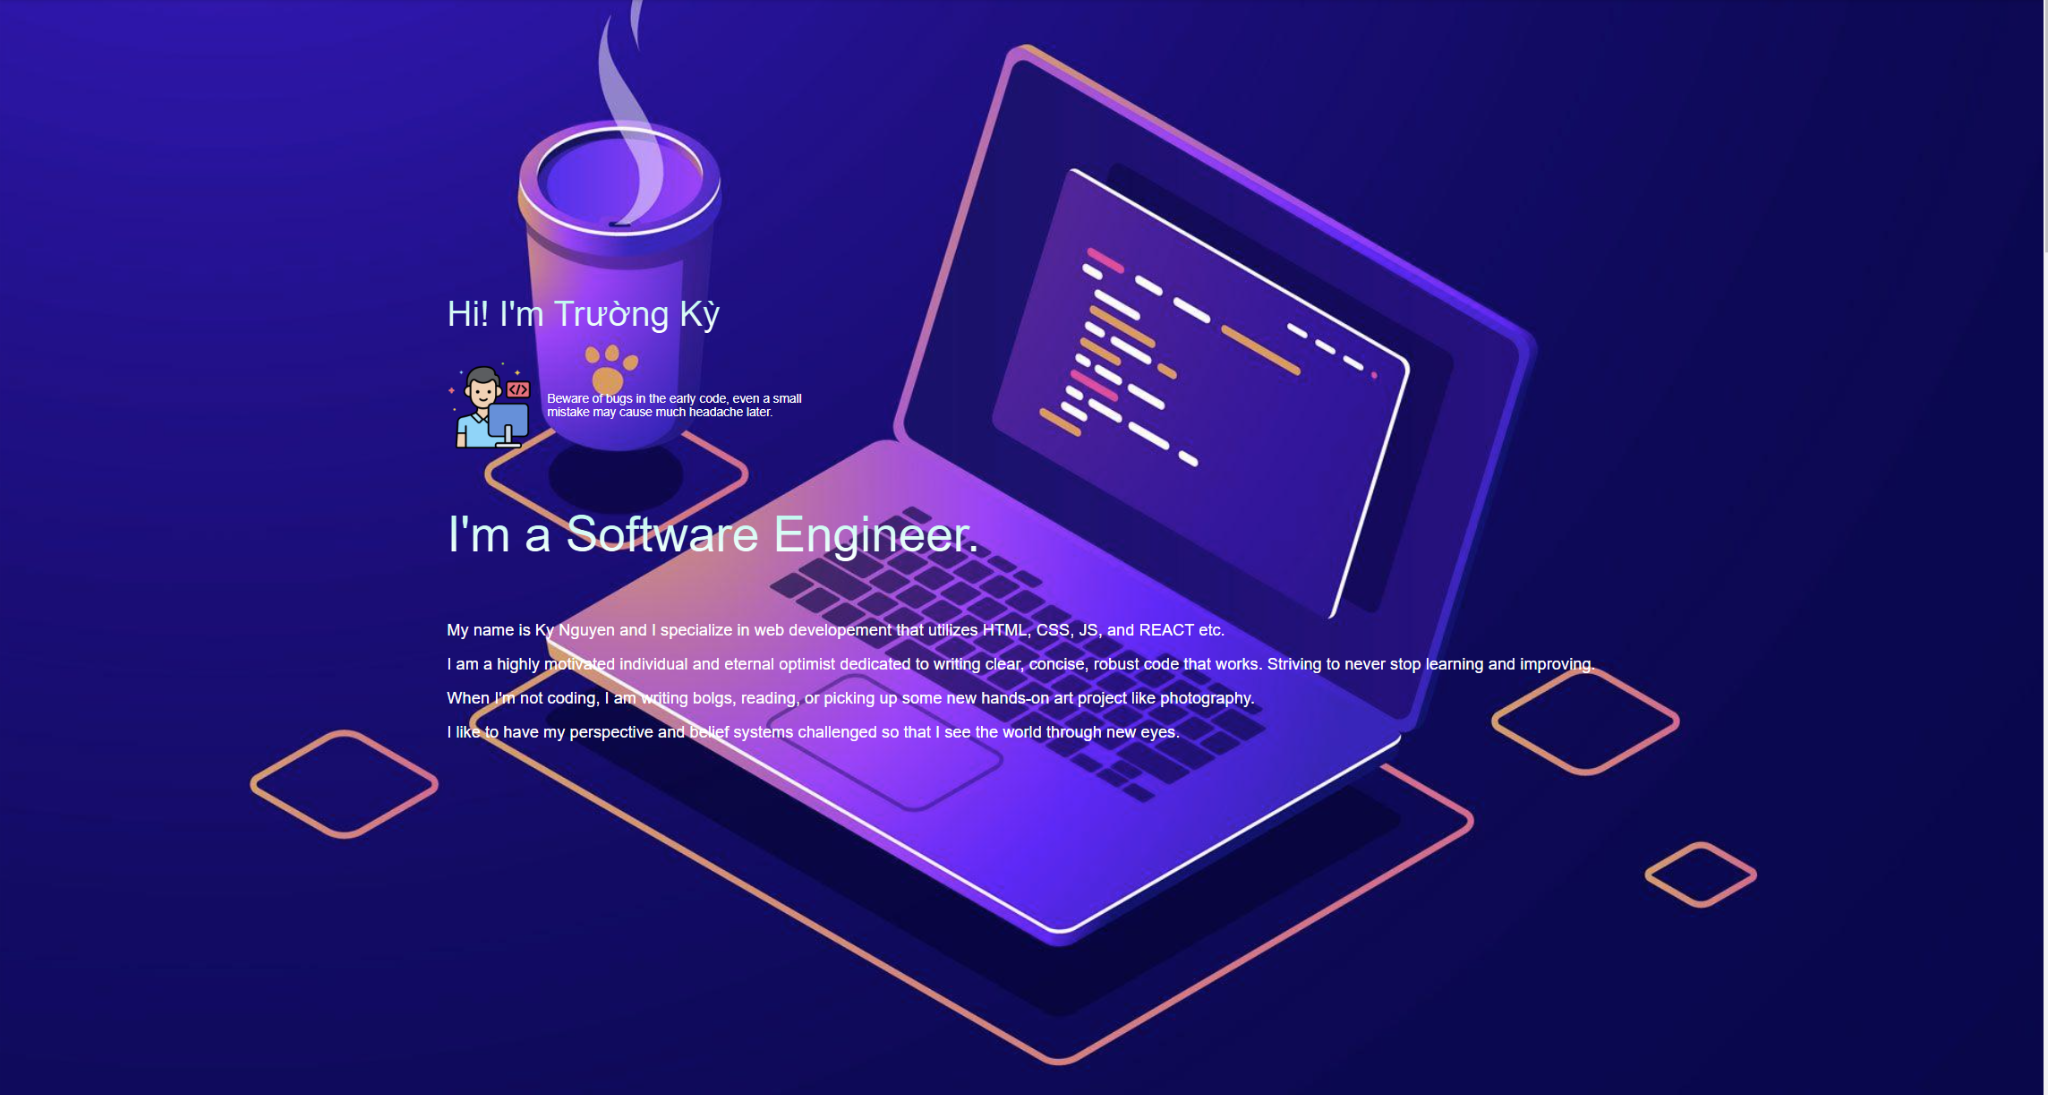 Hi! I'm Trường Kỳ
</>
Beware of bugs in the early code, even a small
mistake may cause much headache later.
I'm a Software Engineer.
My name is Ky Nguyen and I specialize in web developement that utilizes HTML, CSS, JS, and REACT etc.
I am a highly motivated individual and eternal optimist dedicated to writing clear, concise, robust code that works. Striving to never stop learning and improving.
When I'm not coding, I am writing bolgs, reading, or picking up some new hands-on art project like photography.
I like to have my perspective and belief systems challenged so that I see the world through new eyes.